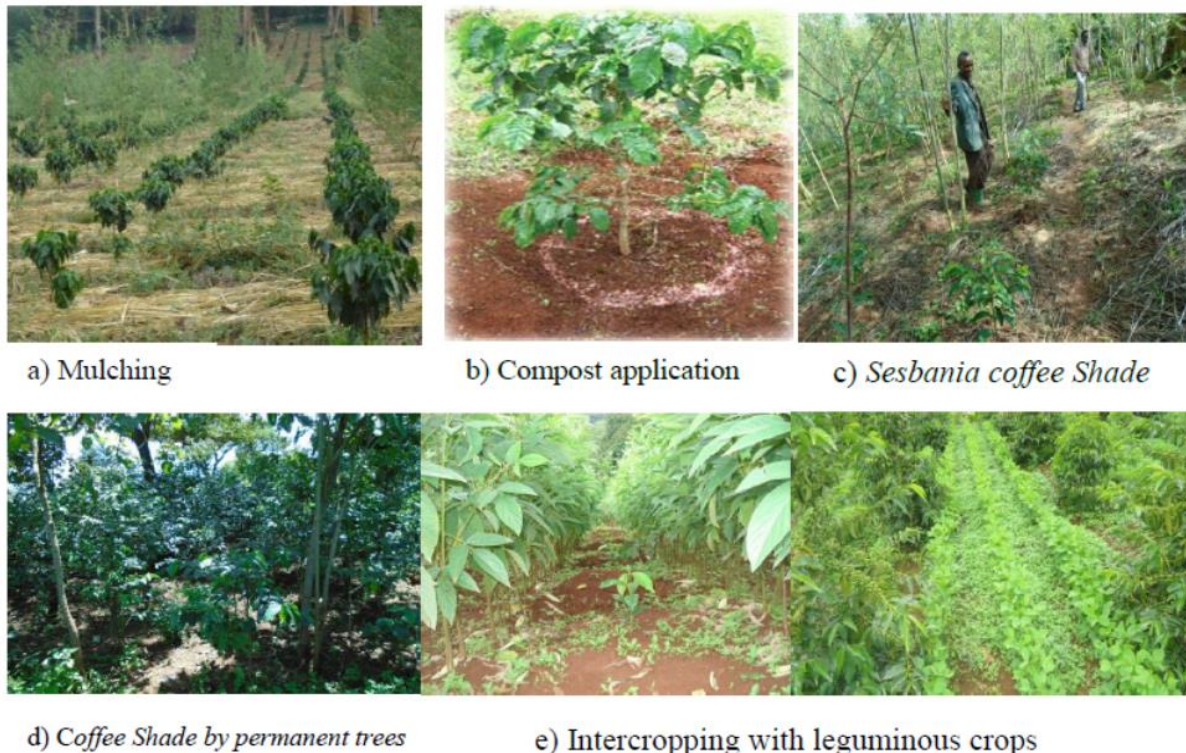 a) Mulching
b) Compost application
c) Sesbania coffee Shade
d) Coffee Shade by permanent trees
e) Intercropping with leguminous crops